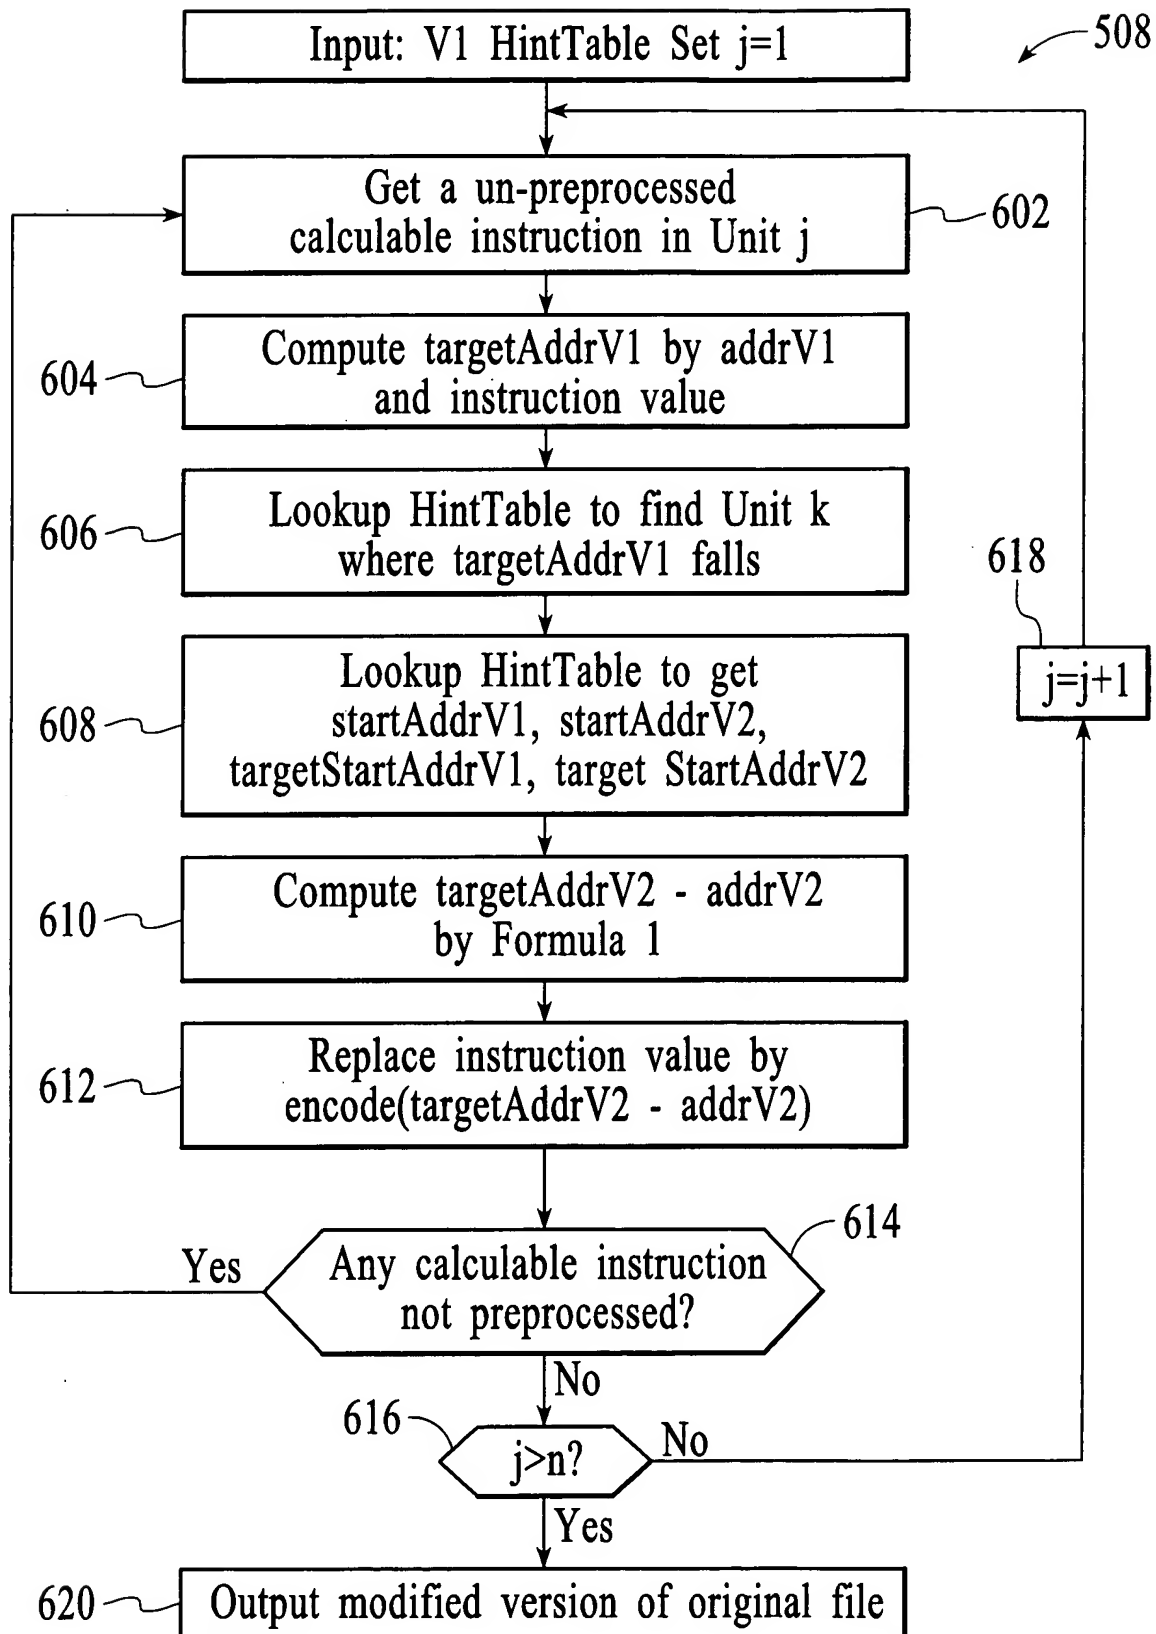 Input: V1 HintTable Set j=1
508
Get a un-preprocessed
calculable instruction in Unit j
602
Compute targetAddrV1 by addrV1
and instruction value
604
Lookup HintTable to find Unit k
where targetAddrV1 falls
606
618
j=j+1
Lookup HintTable to get
startAddrV1, startAddrV2,
targetStartAddrV1, target StartAddrV2
608
Compute targetAddrV2 - addrV2
by Formula 1
610
Replace instruction value by
encode(targetAddrV2 - addrV2)
612
614
Yes
Any calculable instruction
not preprocessed?
No
616
j>n?
No
Yes
620
Output modified version of original file